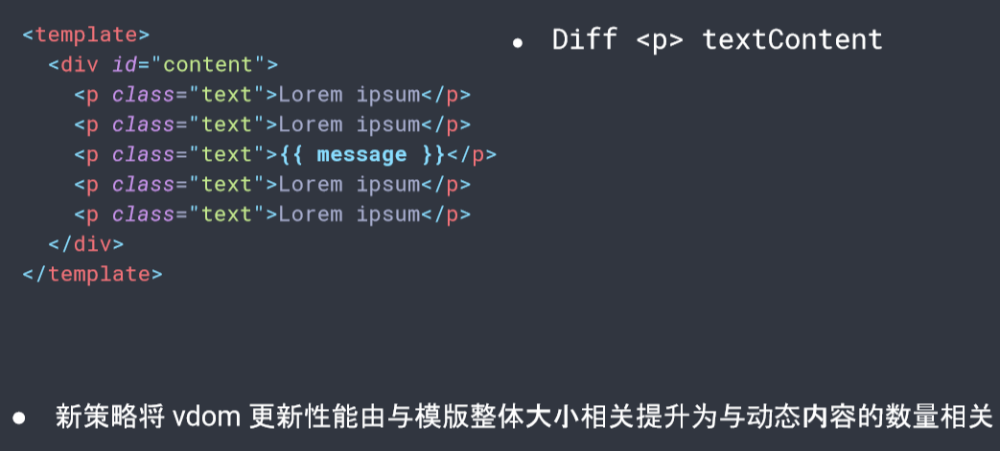 <template>
<div id="content">
<p class="text">Lorem ipsum</p>
<p class="text">Lorem ipsum</p>
<p class="text">{{ message }}</p>
<p class="text">Lorem ipsum</p>
<p class="text">Lorem ipsum</p>
</div>
</template>
• Diff <p> textContent
• 新策略将 vdom 更新性能由与模版整体大小相关提升为与动态内容的数量相关